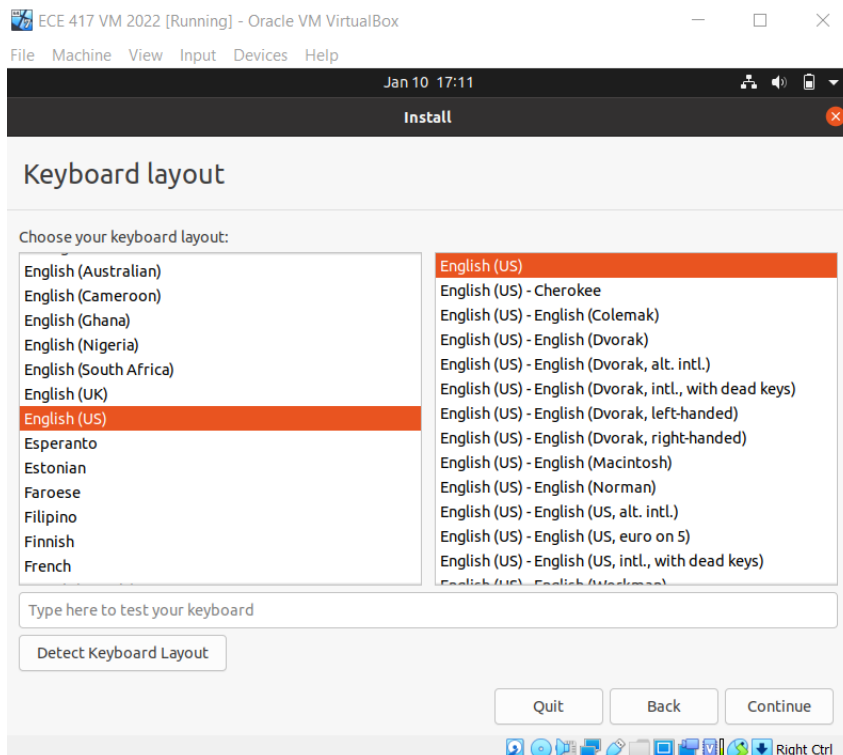 ECE 417 VM 2022 [Running] - Oracle VM VirtualBox
File Machine View Input Devices Help
Jan 10 17:11
Install
Keyboard layout
Choose your keyboard layout:
English (Australian)
English (Cameroon)
English (Ghana)
English (Nigeria)
English (South Africa)
English (UK)
English (US)
Esperanto
Estonian
Faroese
Filipino
Finnish
French
English (US)
English (US) - Cherokee
English (US) - English (Colemak)
English (US) - English (Dvorak)
English (US) - English (Dvorak, alt. intl.)
English (US) - English (Dvorak, intl., with dead keys)
English (US) - English (Dvorak, left-handed)
English (US) - English (Dvorak, right-handed)
English (US) - English (Macintosh)
English (US) - English (Norman)
English (US) - English (US, alt. intl.)
English (US) - English (US, euro on 5)
English (US) - English (US, intl., with dead keys)
English (US) - English (Workman)
Type here to test your keyboard
Detect Keyboard Layout
Quit Back Continue
Right Ctrl